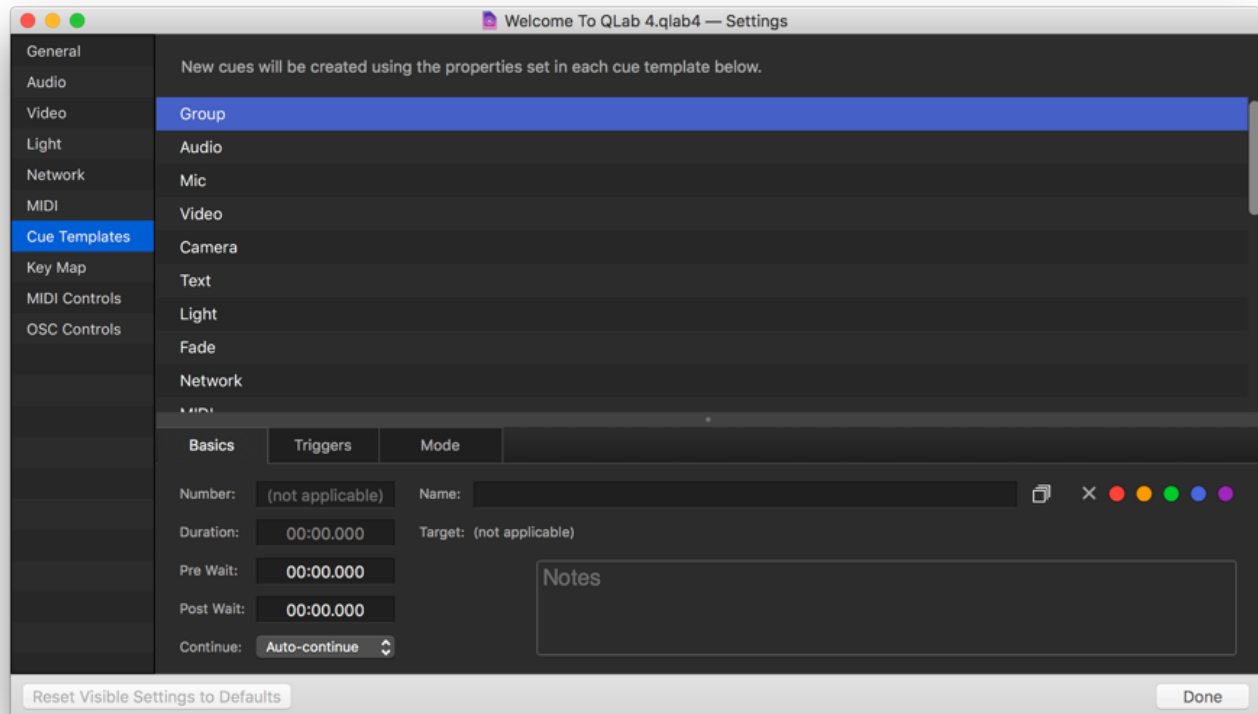 Welcome To QLab 4.qlab4 — Settings
General
Audio
Video
Light
Network
MIDI
Cue Templates
Key Map
MIDI Controls
OSC Controls
New cues will be created using the properties set in each cue template below.
Group
Audio
Mic
Video
Camera
Text
Light
Fade
Network
MIDI
Basics Triggers Mode
Number: (not applicable) Name:
Duration: 00:00.000 Target: (not applicable)
Pre Wait: 00:00.000 Notes
Post Wait: 00:00.000
Continue: Auto-continue
Reset Visible Settings to Defaults Done